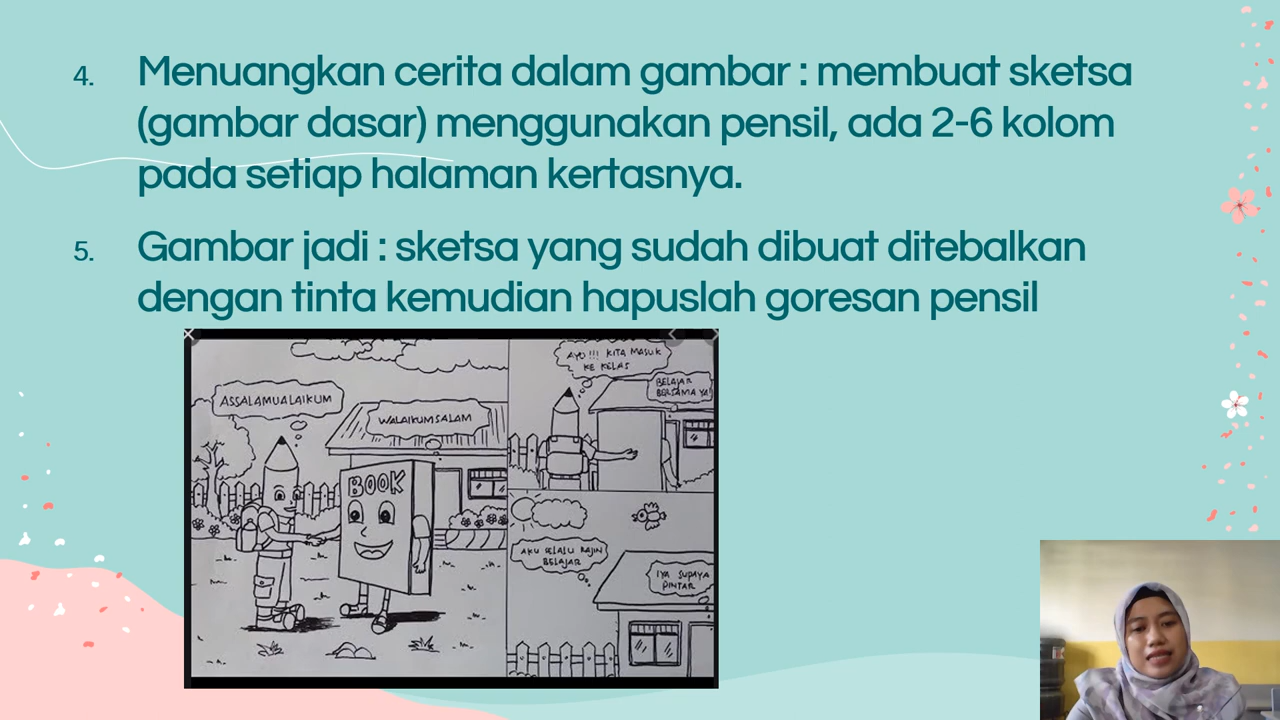 4. Menuangkan cerita dalam gambar : membuat sketsa
(gambar dasar) menggunakan pensil, ada 2-6 kolom
pada setiap halaman kertasnya.
5. Gambar jadi : sketsa yang sudah dibuat ditebalkan
dengan tinta kemudian hapuslah goresan pensil
ASSALAMUALAIKUM
WALAIKUMSALAM
BOOK
AYO!!! KITA MASUK
KE KELAS
BELAJAR
BERSAMA YA!
AKU SELALU RAJIN
BELAJAR
IYA SUPAYA
PINTAR